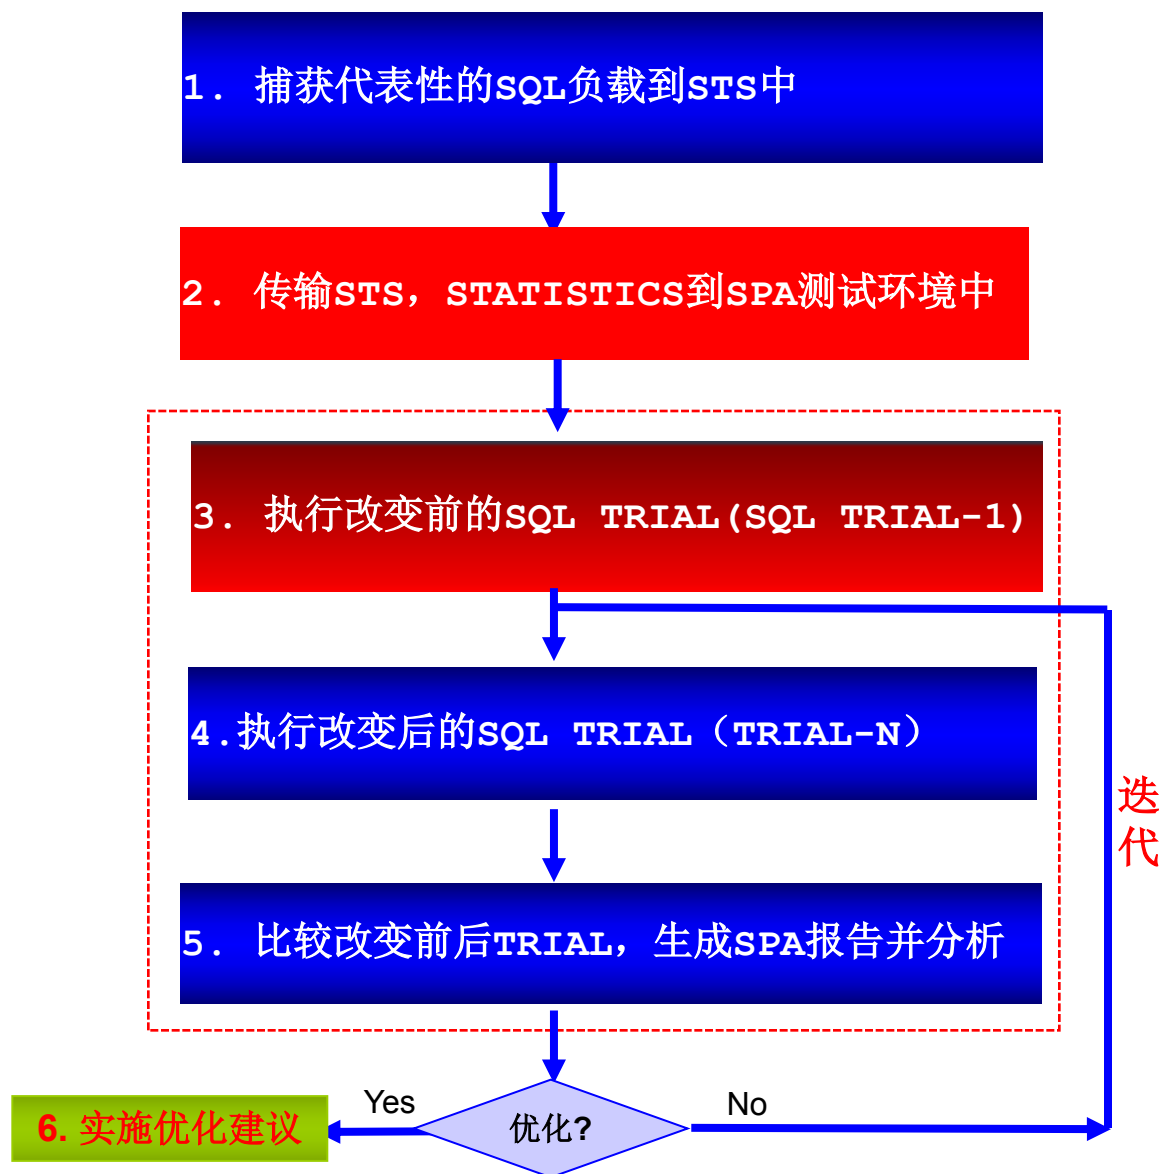 1. 捕获代表性的SQL负载到STS中
2. 传输STS，STATISTICS到SPA测试环境中
3. 执行改变前的SQL TRIAL(SQL TRIAL-1)
4.执行改变后的SQL TRIAL（TRIAL-N）
迭
代
5. 比较改变前后TRIAL，生成SPA报告并分析
Yes
No
6. 实施优化建议
优化?